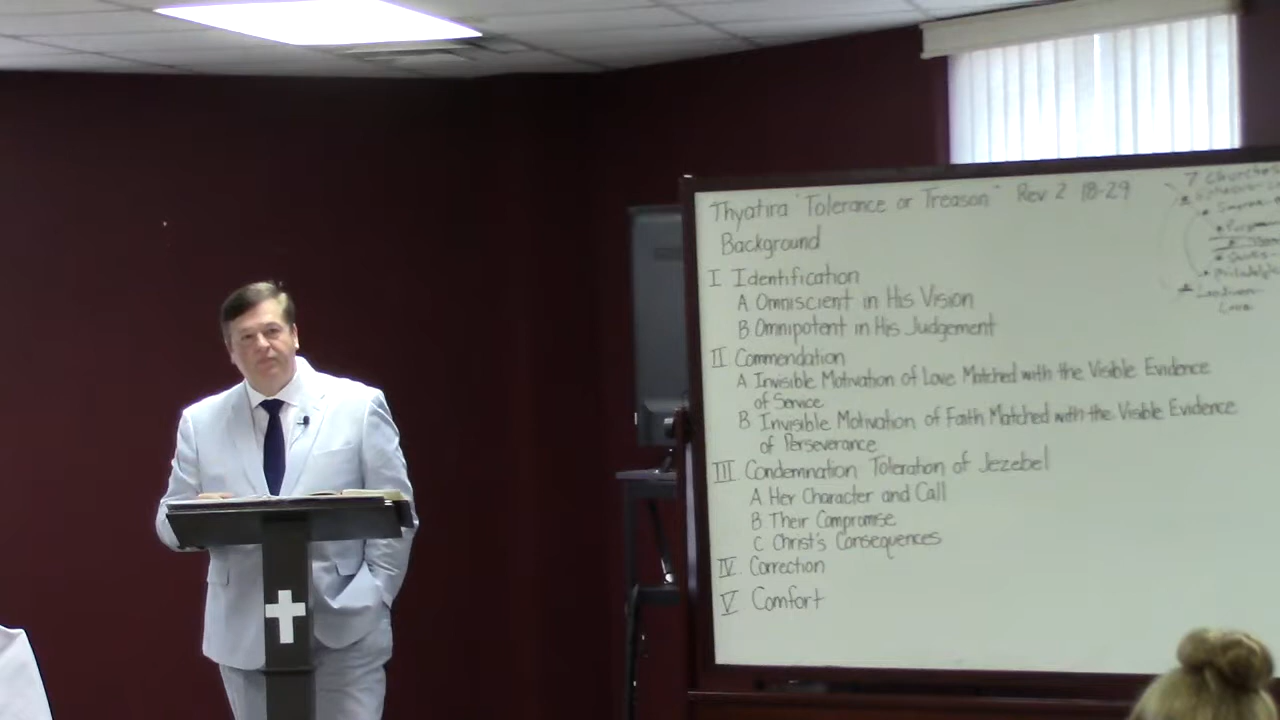 Thyatira "Tolerance or Treason" Rev 2 18-29
Background
I Identification
A Omniscient in His Vision
B Omnipotent in His Judgement
II Commendation
A Invisible Motivation of Love Matched with the Visible Evidence
of Service
B Invisible Motivation of Faith Matched with the Visible Evidence
of Perseverance
III. Condemnation Toleration of Jezebel
A Her Character and Call
B Their Compromise
C Christ's Consequences
IV. Correction
V Comfort
7 Churches
Philadelphia